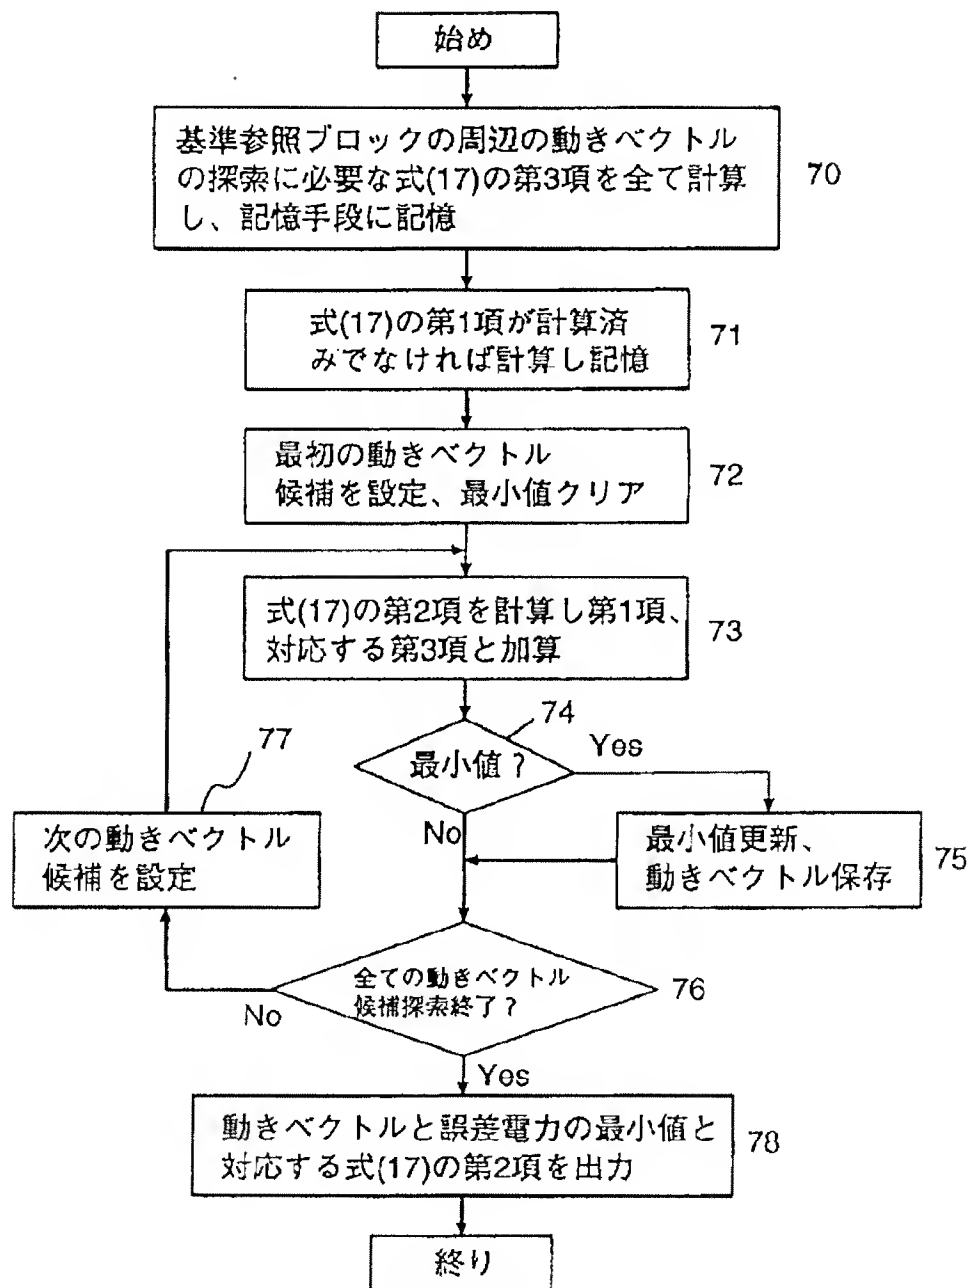 始め
基準参照ブロックの周辺の動きベクトル
の探索に必要な式(17)の第3項を全て計算
し、記憶手段に記憶
70
式(17)の第1項が計算済
みでなければ計算し記憶
71
最初の動きベクトル
候補を設定、最小値クリア
72
式(17)の第2項を計算し第1項、
対応する第3項と加算
73
74
最小値？
Yes
No
77
次の動きベクトル
候補を設定
最小値更新、
動きベクトル保存
75
全ての動きベクトル
候補探索終了？
76
No
Yes
動きベクトルと誤差電力の最小値と
対応する式(17)の第2項を出力
78
終り